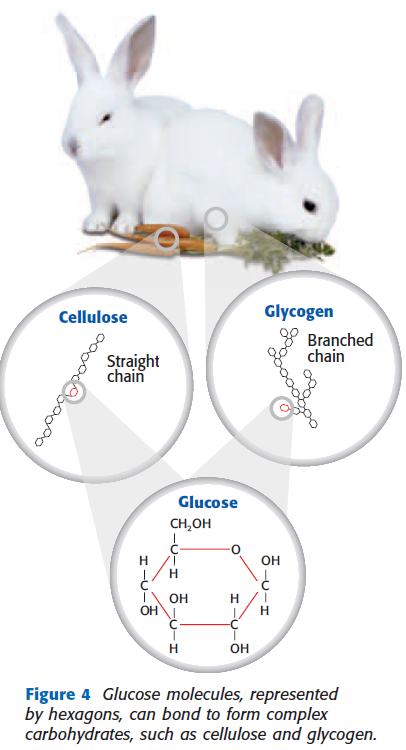 Cellulose
Straight
chain
Glycogen
Branched
chain
Glucose
CH₂OH
C
O
H
H
OH
C
C
OH
H
OH
H
H
C
C
H
OH
Figure 4 Glucose molecules, represented
by hexagons, can bond to form complex
carbohydrates, such as cellulose and glycogen.